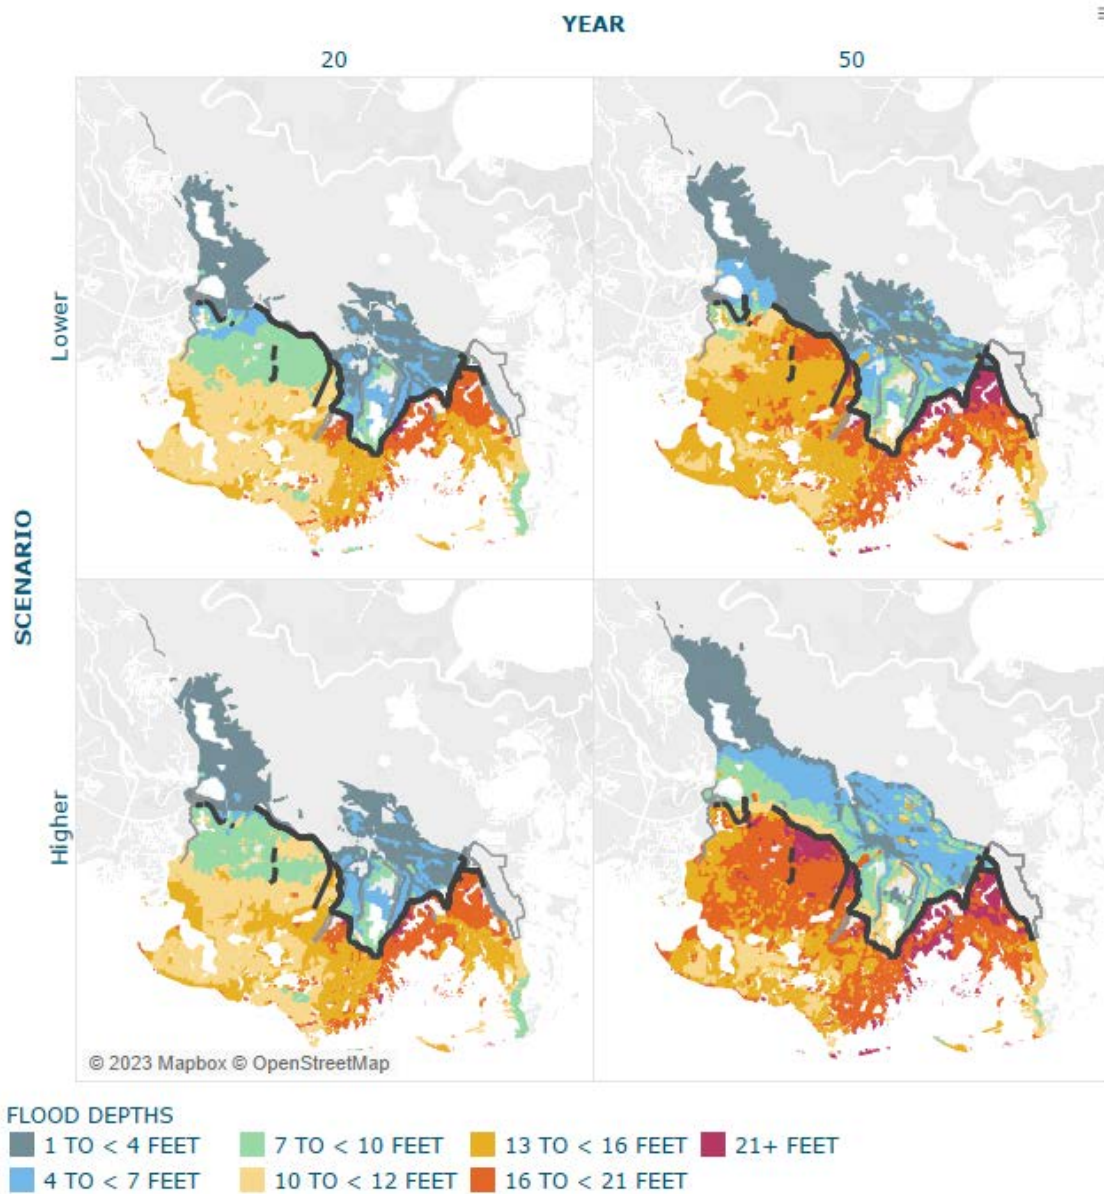 YEAR
20
50
SCENARIO
Lower
Higher
© 2023 Mapbox © OpenStreetMap
FLOOD DEPTHS
1 TO < 4 FEET
7 TO < 10 FEET
13 TO < 16 FEET
21+ FEET
4 TO < 7 FEET
10 TO < 12 FEET
16 TO < 21 FEET